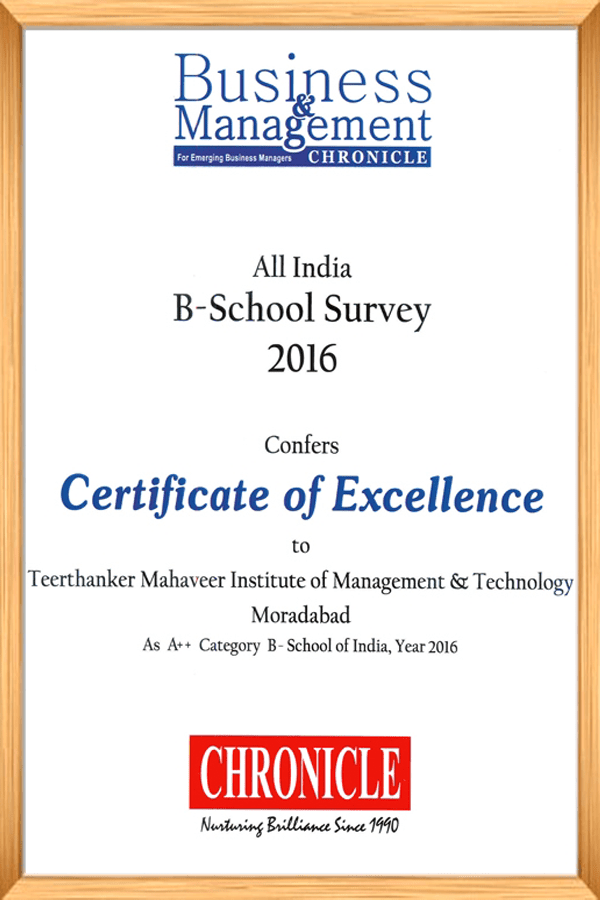 Business
&
Management
For Emerging Business Managers CHRONICLE
All India
B-School Survey
2016
Confers
Certificate of Excellence
to
Teerthanker Mahaveer Institute of Management & Technology
Moradabad
As A++ Category B- School of India, Year 2016
CHRONICLE
Nurturing Brilliance Since 1990